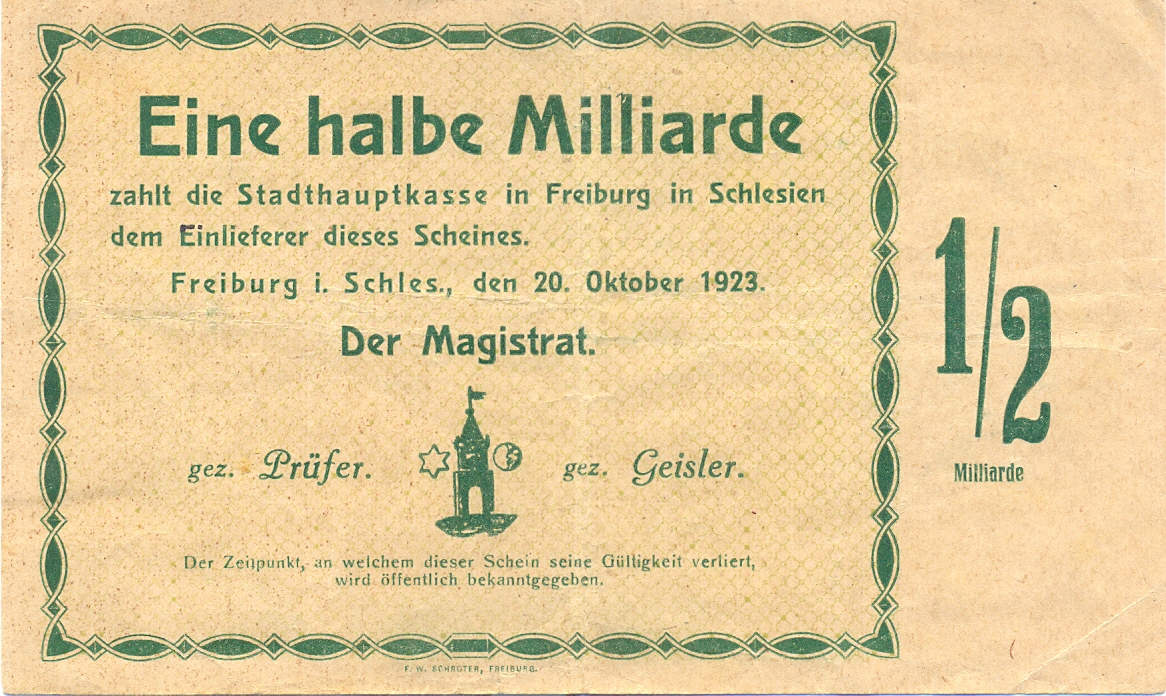 Eine halbe Milliarde
zahlt die Stadthauptkasse in Freiburg in Schlesien
dem Einlieferer dieses Scheines.
Freiburg i. Schles., den 20. Oktober 1923.
Der Magistrat.
gez. Prüfer. gez. Geisler.
Der Zeitpunkt, an welchem dieser Schein seine Gültigkeit verliert,
wird öffentlich bekanntgegeben.
F. W. SCHRÖTER, FREIBURG.
1/2
Milliarde